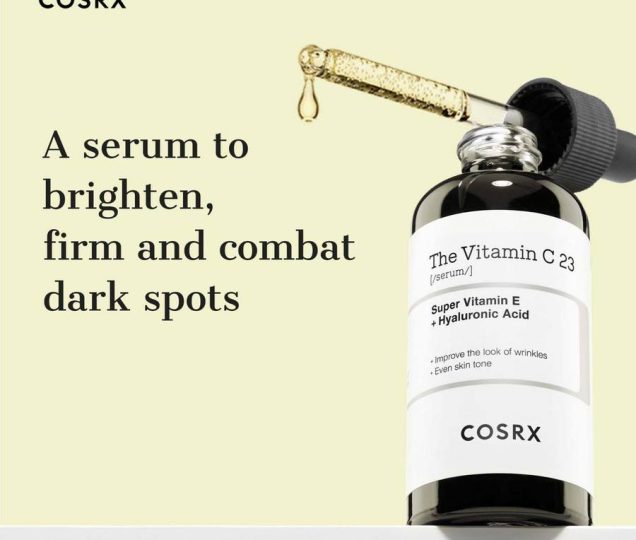 COSRX
A serum to
brighten,
firm and combat
dark spots
The Vitamin C 23
[/serum/]
Super Vitamin E
+ Hyaluronic Acid
• Improve the look of wrinkles
• Even skin tone
COSRX